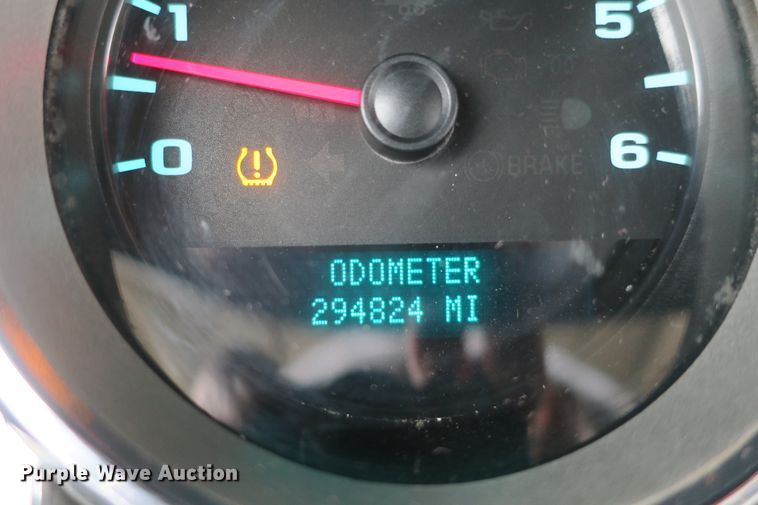 1
5
0
6
BRAKE
ODOMETER
294824 MI
Purple Wave Auction